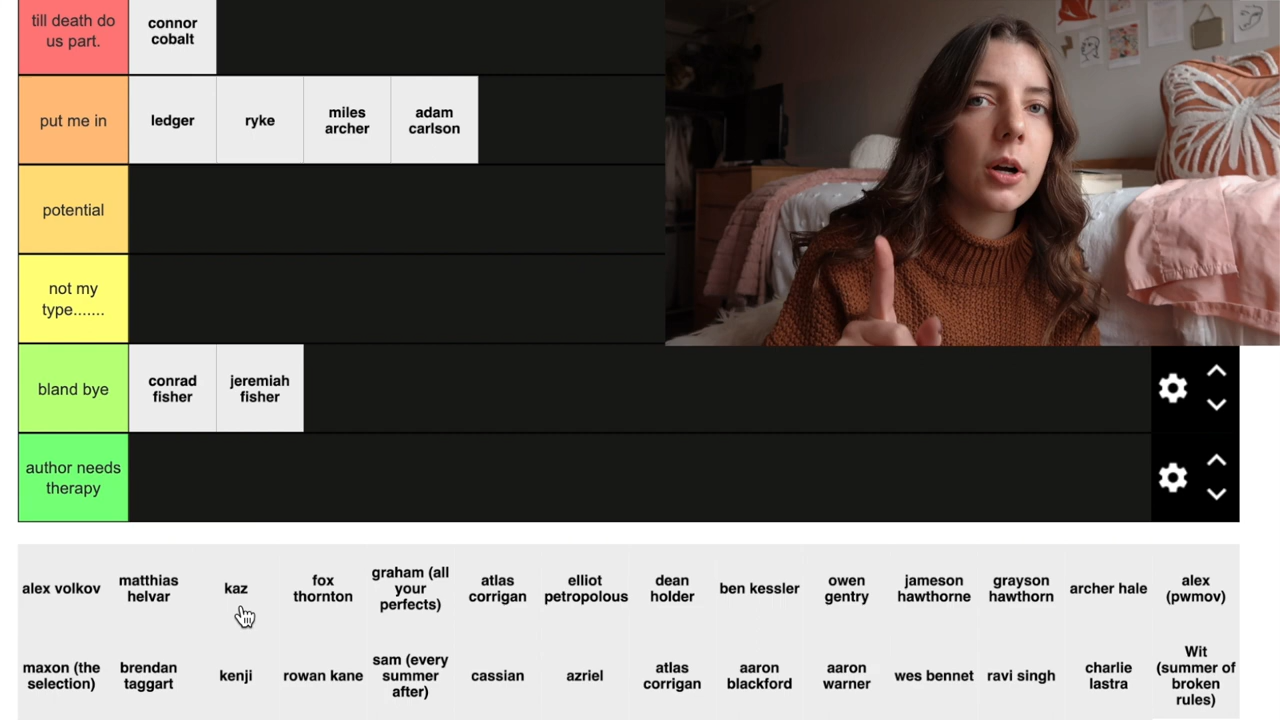 till death do
us part.
connor
cobalt
put me in
ledger
ryke
miles
archer
adam
carlson
potential
not my
type.......
bland bye
conrad
fisher
jeremiah
fisher
author needs
therapy
alex volkov
matthias
helvar
kaz
fox
thornton
graham (all
your
perfects)
atlas
corrigan
elliot
petropolous
dean
holder
ben kessler
owen
gentry
jameson
hawthorne
grayson
hawthorn
archer hale
alex
(pwmov)
maxon (the
selection)
brendan
taggart
kenji
rowan kane
sam (every
summer
after)
cassian
azriel
atlas
corrigan
aaron
blackford
aaron
warner
wes bennet
ravi singh
charlie
lastra
Wit
(summer of
broken
rules)